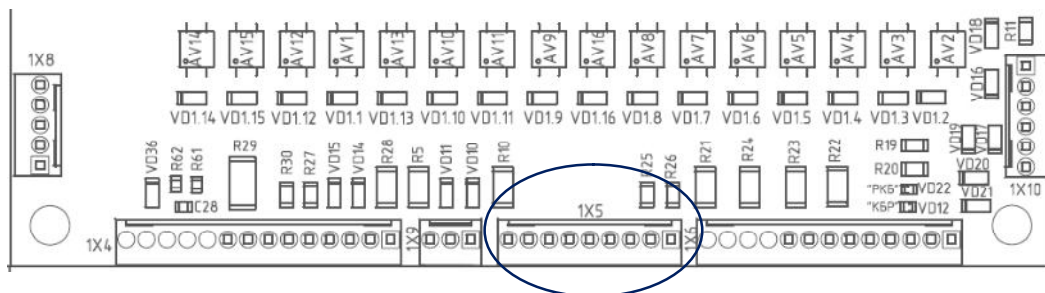 AV14 AV15 AV12 AV1 AV13 AV10 AV11 AV9 AV16 AV8 AV7 AV6 AV5 AV4 AV3 AV2 VD18 R11
1X8
VD16
VD1.14 VD1.15 VD1.12 VD1.1 VD1.13 VD1.10 VD1.11 VD1.9 VD1.16 VD1.8 VD1.7 VD1.6 VD1.5 VD1.4 VD1.3 VD1.2
VD36 R62 R61 R29 R30 R27 VD15 VD14 R28 R5 VD11 VD10 R10 R25 R26 R21 R24 R23 R22 R19 VD19 VD17
R20 VD20
"РКБ" VD22 VD21 1X10
C28 1X5 "КБР" VD12
1X4 1X9 1X6